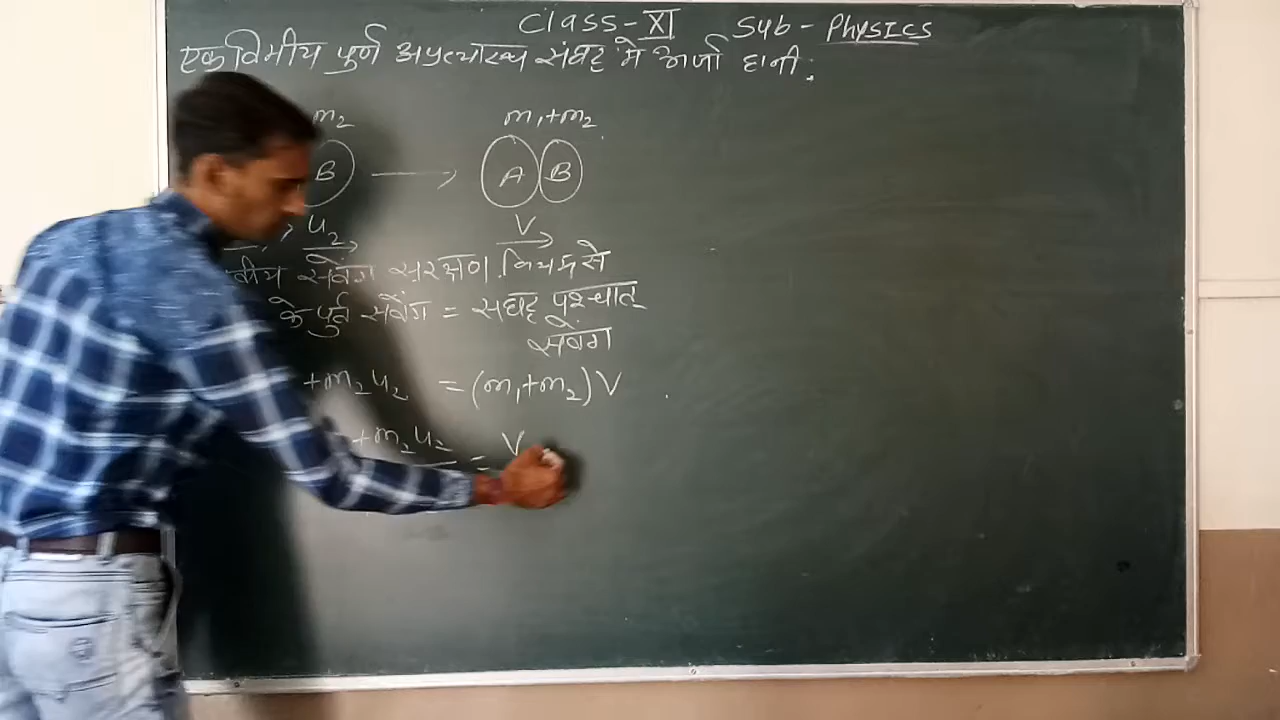 Class-XI Sub-Physics
एकविमीय पुर्ण अप्रत्यास्थ संघट्ट में ऊर्जा हानी:
m₂ m₁+m₂
B → A B
u₂ V
संवेग संरक्षण नियमसे
के पुर्व संवेग = संघट्ट पश्चात्
संवेग
+m₂u₂ = (m₁+m₂)V
+m₂u₂ = V